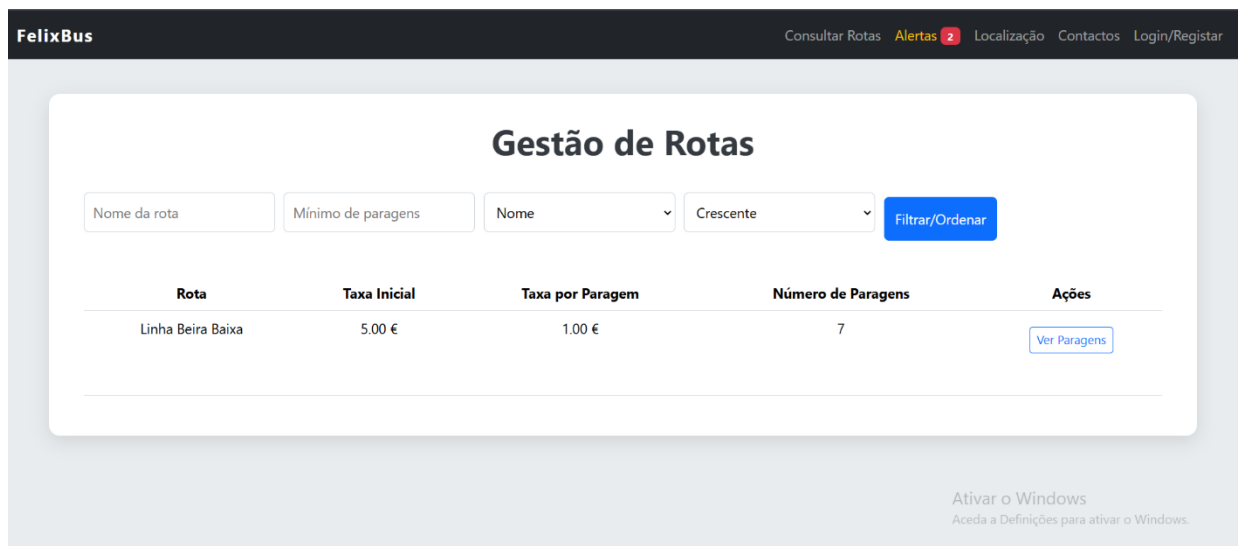 FelixBus Consultar Rotas Alertas 2 Localização Contactos Login/Registar
Gestão de Rotas
Nome da rota Mínimo de paragens Nome Crescente Filtrar/Ordenar
Rota Taxa Inicial Taxa por Paragem Número de Paragens Ações
Linha Beira Baixa 5.00 € 1.00 € 7 Ver Paragens
Ativar o Windows
Aceda a Definições para ativar o Windows.